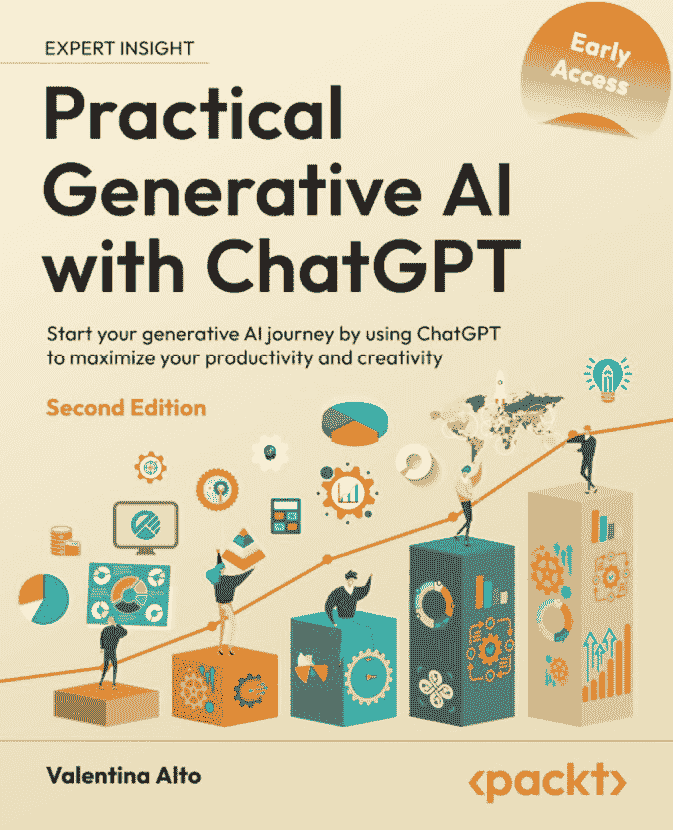 EXPERT INSIGHT
Early
Access
Practical
Generative AI
with ChatGPT
Start your generative AI journey by using ChatGPT
to maximize your productivity and creativity
Second Edition
Valentina Alto
<packt>